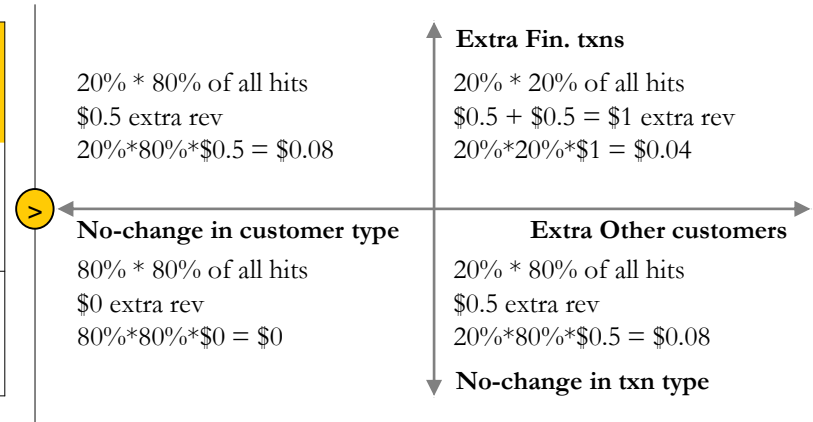 Extra Fin. txns
20% * 80% of all hits
$0.5 extra rev
20%*80%*$0.5 = $0.08
20% * 20% of all hits
$0.5 + $0.5 = $1 extra rev
20%*20%*$1 = $0.04
>
No-change in customer type
80% * 80% of all hits
$0 extra rev
80%*80%*$0 = $0
Extra Other customers
20% * 80% of all hits
$0.5 extra rev
20%*80%*$0.5 = $0.08
No-change in txn type